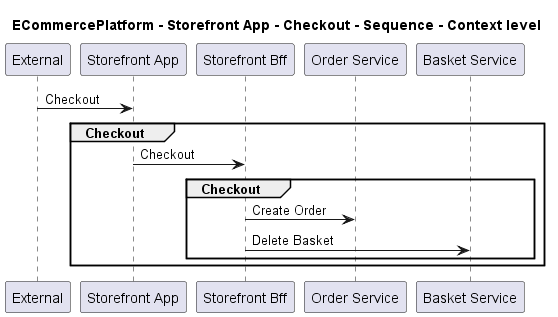 ECommercePlatform - Storefront App - Checkout - Sequence - Context level
External Storefront App Storefront Bff Order Service Basket Service
Checkout
Checkout
Checkout
Checkout
Create Order
Delete Basket
External Storefront App Storefront Bff Order Service Basket Service